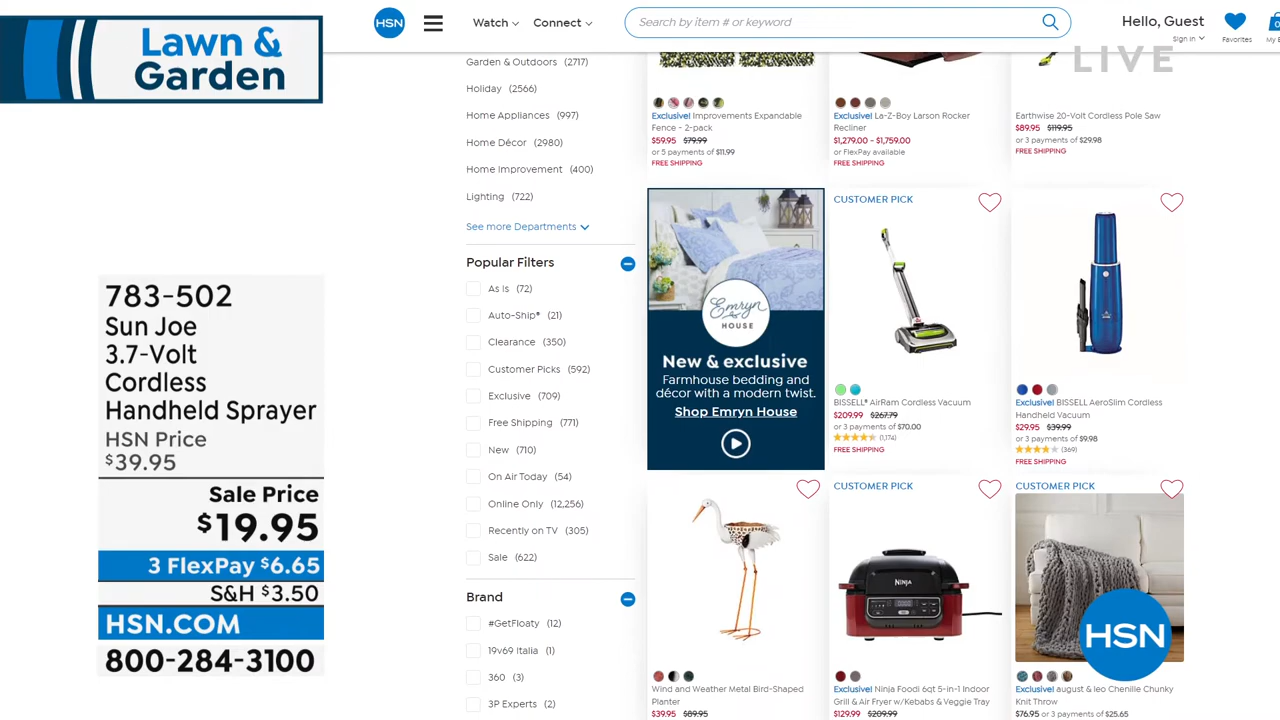 Lawn &
Garden
HSN
Watch
Connect
Search by item # or keyword
Hello, Guest
Sign In
Favorites
LIVE
783-502
Sun Joe
3.7-Volt
Cordless
Handheld Sprayer
HSN Price
$39.95
Sale Price
$19.95
3 FlexPay $6.65
S&H $3.50
HSN.COM
800-284-3100
Garden & Outdoors (2717)
Holiday (2566)
Home Appliances (997)
Home Décor (2980)
Home Improvement (400)
Lighting (722)
See more Departments
Popular Filters
As Is (72)
Auto-Ship® (21)
Clearance (350)
Customer Picks (592)
Exclusive (709)
Free Shipping (771)
New (710)
On Air Today (54)
Online Only (12,256)
Recently on TV (305)
Sale (622)
Brand
#GetFloaty (12)
19v69 Italia (1)
360 (3)
3P Experts (2)
Exclusive! Improvements Expandable
Fence - 2-pack
$59.95 $79.99
or 5 payments of $11.99
FREE SHIPPING
Exclusive! La-Z-Boy Larson Rocker
Recliner
$1,279.00 - $1,759.00
or FlexPay available
FREE SHIPPING
Earthwise 20-Volt Cordless Pole Saw
$89.95 $119.95
or 3 payments of $29.98
FREE SHIPPING
Emryn
HOUSE
New & exclusive
Farmhouse bedding and
décor with a modern twist.
Shop Emryn House
CUSTOMER PICK
BISSELL® AirRam Cordless Vacuum
$209.99 $267.79
or 3 payments of $70.00
(1,174)
FREE SHIPPING
Exclusive! BISSELL AeroSlim Cordless
Handheld Vacuum
$29.95 $39.99
or 3 payments of $9.98
(369)
FREE SHIPPING
Wind and Weather Metal Bird-Shaped
Planter
$39.95 $89.95
CUSTOMER PICK
NINJA
Exclusive! Ninja Foodi 6qt 5-in-1 Indoor
Grill & Air Fryer w/Kebabs & Veggie Tray
$129.99 $209.99
CUSTOMER PICK
HSN
Exclusive! august & leo Chenille Chunky
Knit Throw
$76.95 or 3 payments of $25.65